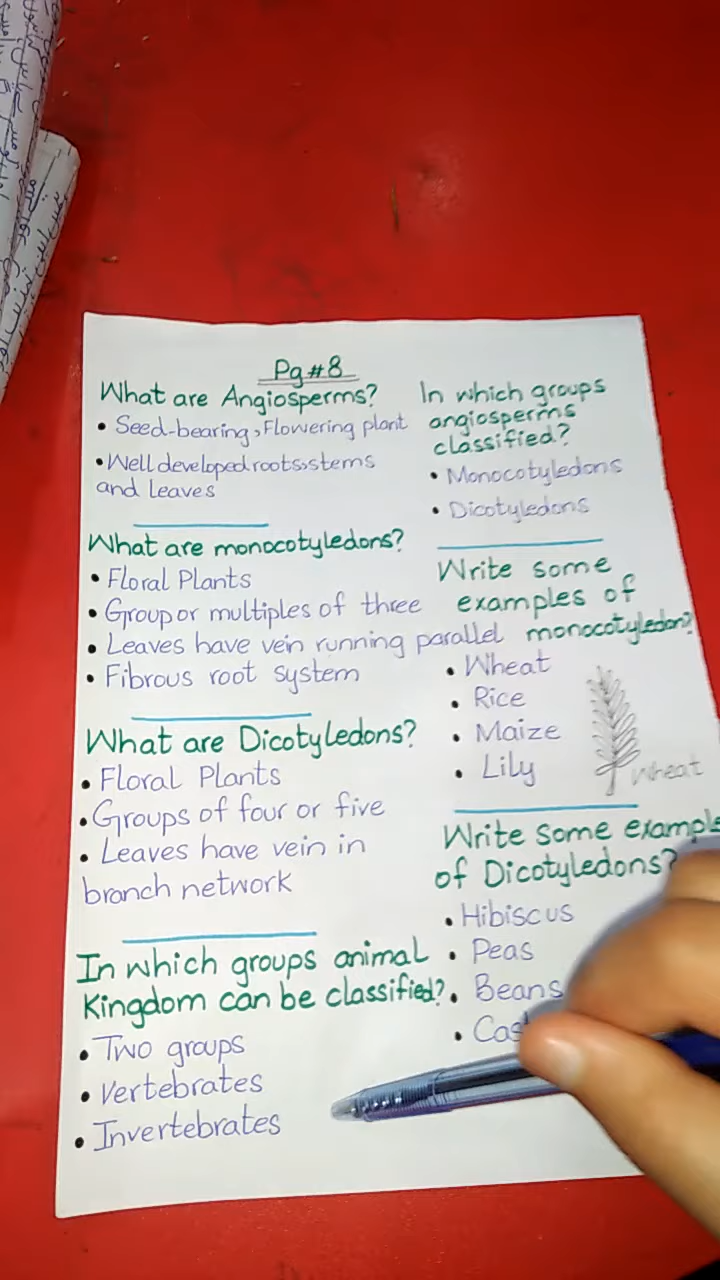 Pg#8
What are Angiosperms?
• Seed-bearing, Flowering plant
• Well developed roots, stems
and leaves
What are monocotyledons?
• Floral Plants
• Group or multiples of three
• Leaves have vein running parallel
• Fibrous root system
What are Dicotyledons?
• Floral Plants
• Groups of four or five
• Leaves have vein in
branch network
In which groups animal
Kingdom can be classified?
• Two groups
• Vertebrates
• Invertebrates
In which groups
angiosperms
classified?
• Monocotyledons
• Dicotyledons
Write some
examples of
monocotyledon?
• Wheat
• Rice
• Maize
• Lily
Wheat
Write some example
of Dicotyledons?
• Hibiscus
• Peas
• Beans